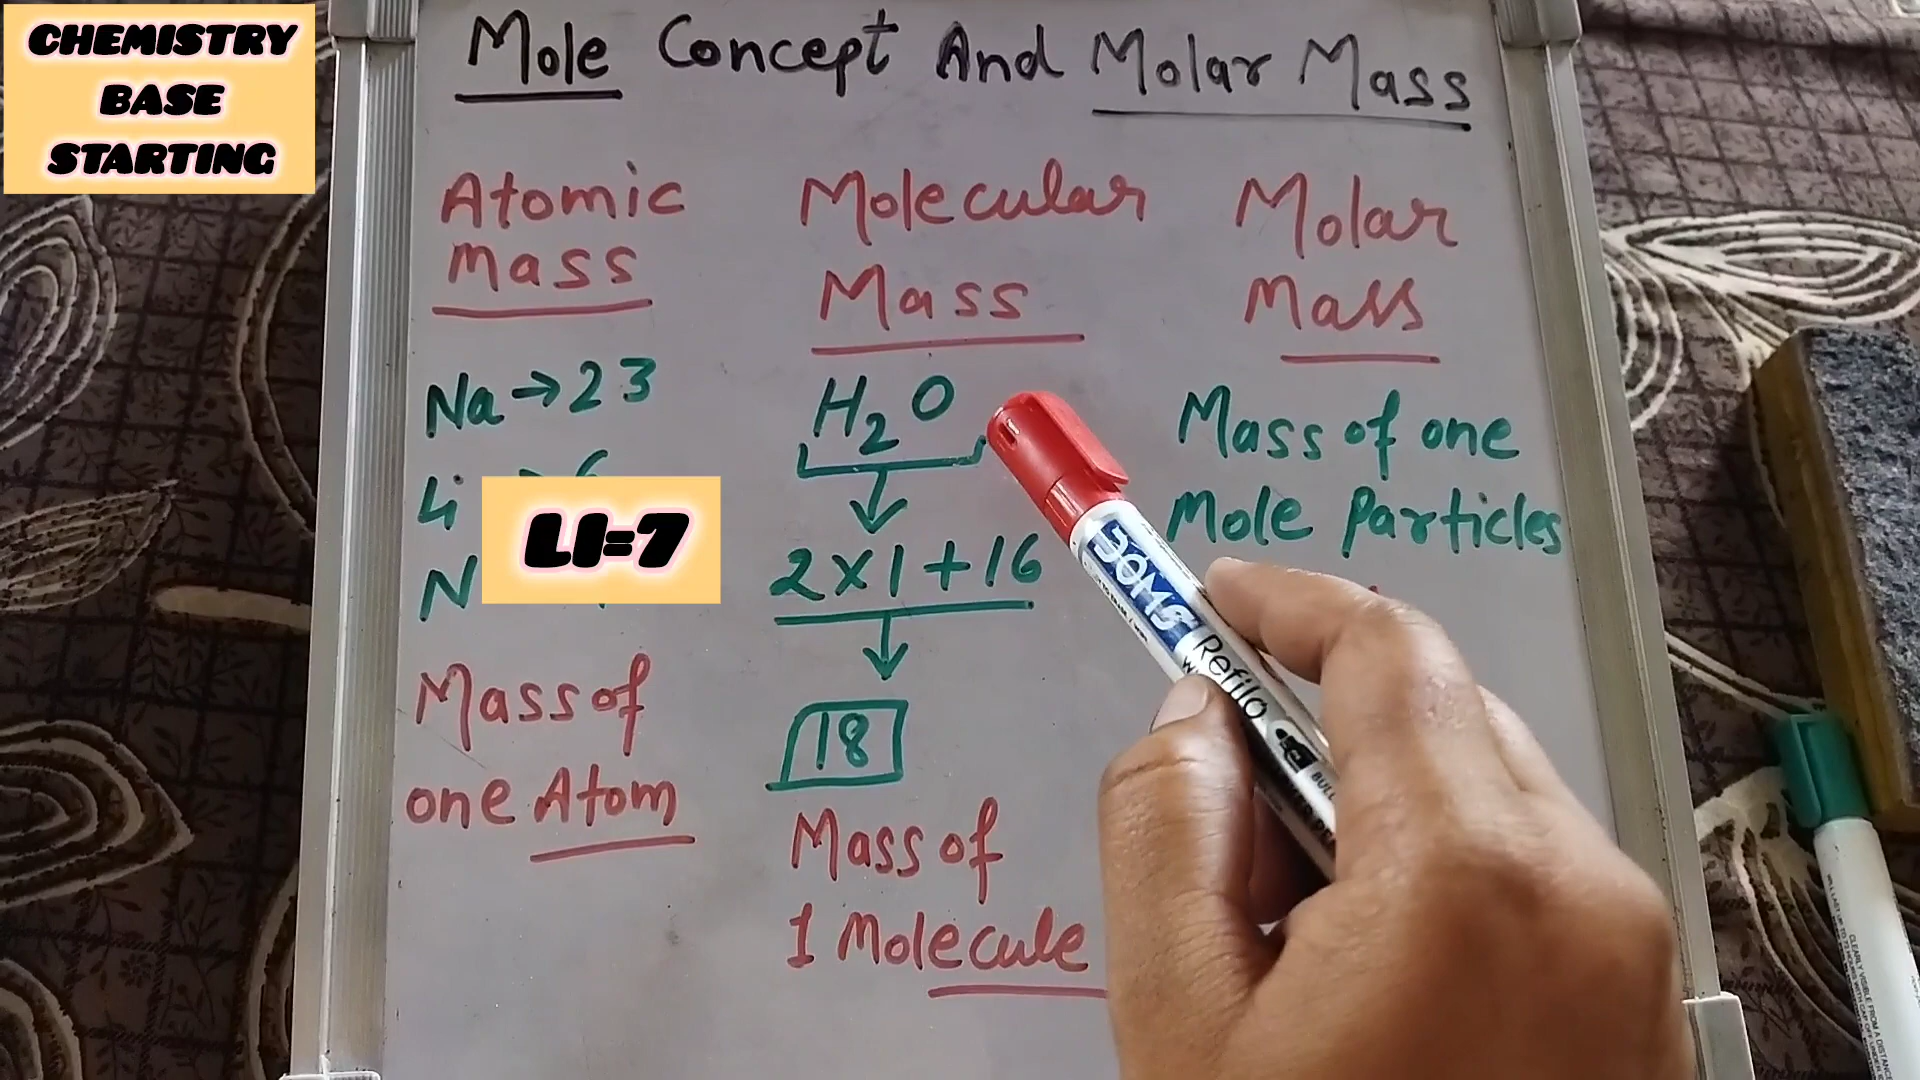 CHEMISTRY
BASE
STARTING
Mole Concept And Molar Mass
Atomic
Mass
Na → 23
Li
LI=7
N
Mass of
one Atom
Molecular
Mass
H₂O
2×1+16
18
Mass of
1 Molecule
Molar
Mass
Mass of one
Mole Particles
DOMS
Refilo